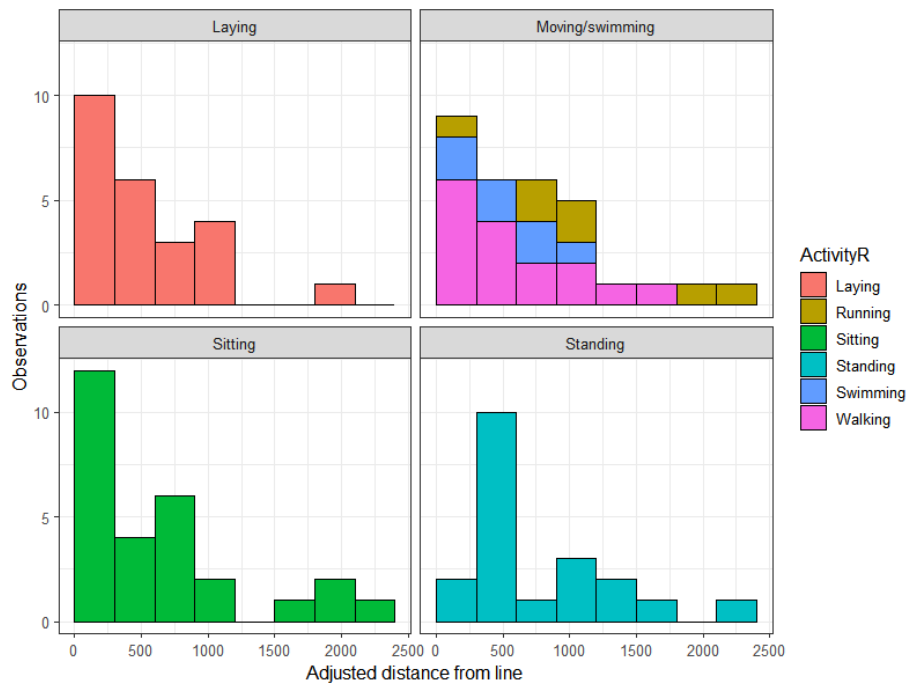 Laying
Moving/swimming
10
5
0
Sitting
Standing
10
5
0
Observations
0 500 1000 1500 2000 2500
0 500 1000 1500 2000 2500
Adjusted distance from line
ActivityR
Laying
Running
Sitting
Standing
Swimming
Walking